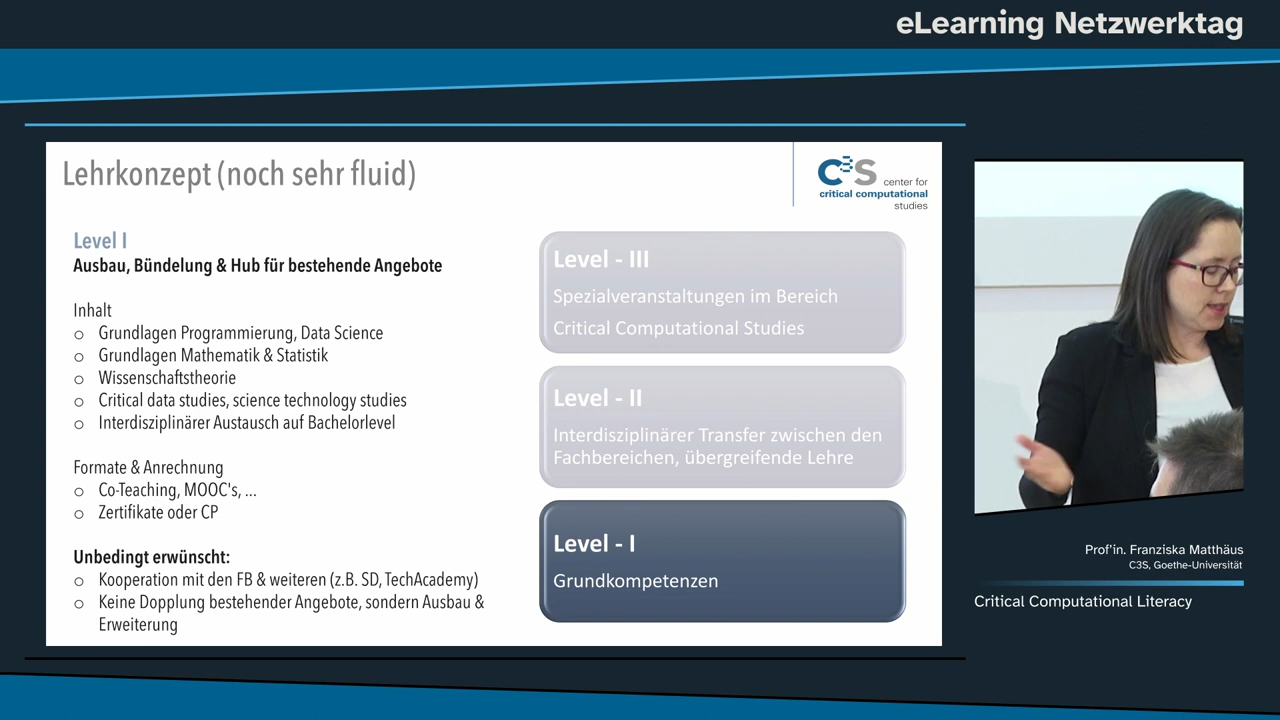 eLearning Netzwerktag
Lehrkonzept (noch sehr fluid)
C3S center for
critical computational
studies
Level I
Ausbau, Bündelung & Hub für bestehende Angebote
Inhalt
o Grundlagen Programmierung, Data Science
o Grundlagen Mathematik & Statistik
o Wissenschaftstheorie
o Critical data studies, science technology studies
o Interdisziplinärer Austausch auf Bachelorlevel
Formate & Anrechnung
o Co-Teaching, MOOC's, ...
o Zertifikate oder CP
Unbedingt erwünscht:
o Kooperation mit den FB & weiteren (z.B. SD, TechAcademy)
o Keine Dopplung bestehender Angebote, sondern Ausbau &
Erweiterung
Level - III
Spezialveranstaltungen im Bereich
Critical Computational Studies
Level - II
Interdisziplinärer Transfer zwischen den
Fachbereichen, übergreifende Lehre
Level - I
Grundkompetenzen
Prof'in. Franziska Matthäus
C3S, Goethe-Universität
Critical Computational Literacy